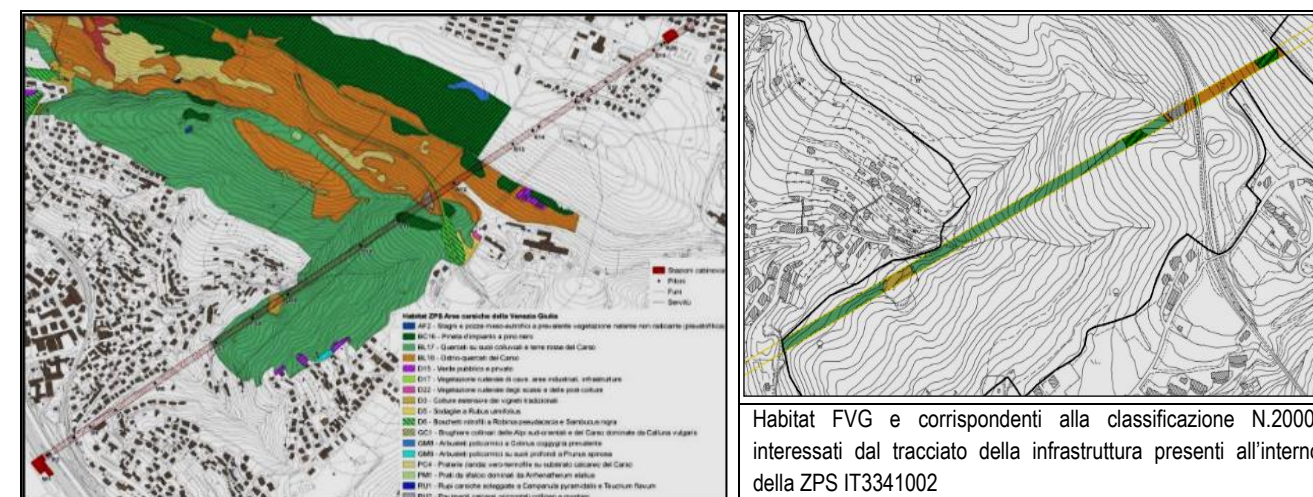 Stazioni cabinovia
Piloni
Funi
Servitù
Habitat ZPS Aree carsiche della Venezia Giulia
AF2 - Stagni e pozze meso-eutrofici a prevalente vegetazione natante non radicante (pleustofitica)
BC16 - Pineta d'impianto a pino nero
BL17 - Querceti su suoli colluviali e terre rosse del Carso
BL18 - Ostrio-querceti del Carso
D15 - Verde pubblico e privato
D17 - Vegetazione ruderale di cave, aree industriali, infrastrutture
D22 - Vegetazione ruderale degli scassi e delle post colture
D3 - Colture estensive dei vigneti tradizionali
D5 - Sodaglie a Rubus ulmifolius
D6 - Boschetti nitrofili a Robinia pseudacacia e Sambucus nigra
GC1 - Brughiere collinari delle Alpi sud-orientali e del Carso dominate da Calluna vulgaris
GM8 - Arbusteti policormici a Cotinus coggygria prevalente
GM9 - Arbusteti policormici su suoli profondi a Prunus spinosa
PC4 - Praterie (landa) xero-termofile su substrato calcareo del Carso
PM1 - Prati da sfalcio dominati da Arrhenatherum elatius
RU1 - Rupi carsiche soleggiate a Campanula pyramidalis e Teucrium flavum
Habitat FVG e corrispondenti alla classificazione N.2000
interessati dal tracciato della infrastruttura presenti all'interno
della ZPS IT3341002